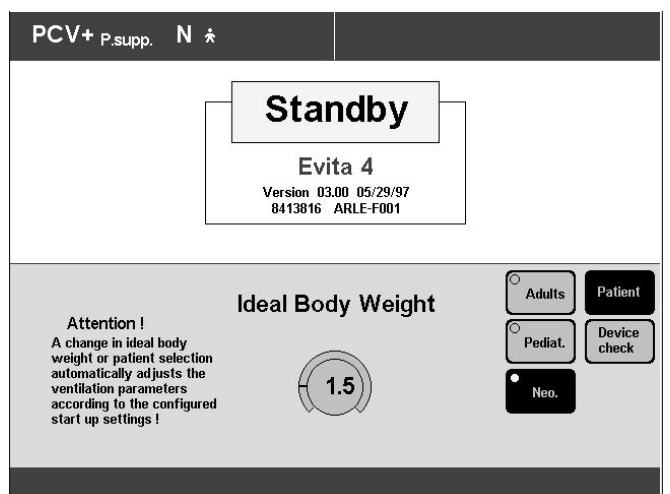 PCV+ P.supp. N
Standby
Evita 4
Version 03.00 05/29/97
8413816 ARLE-F001
Ideal Body Weight
Attention !
A change in ideal body
weight or patient selection
automatically adjusts the
ventilation parameters
according to the configured
start up settings !
1.5
Adults
Patient
Pediat.
Device
check
Neo.